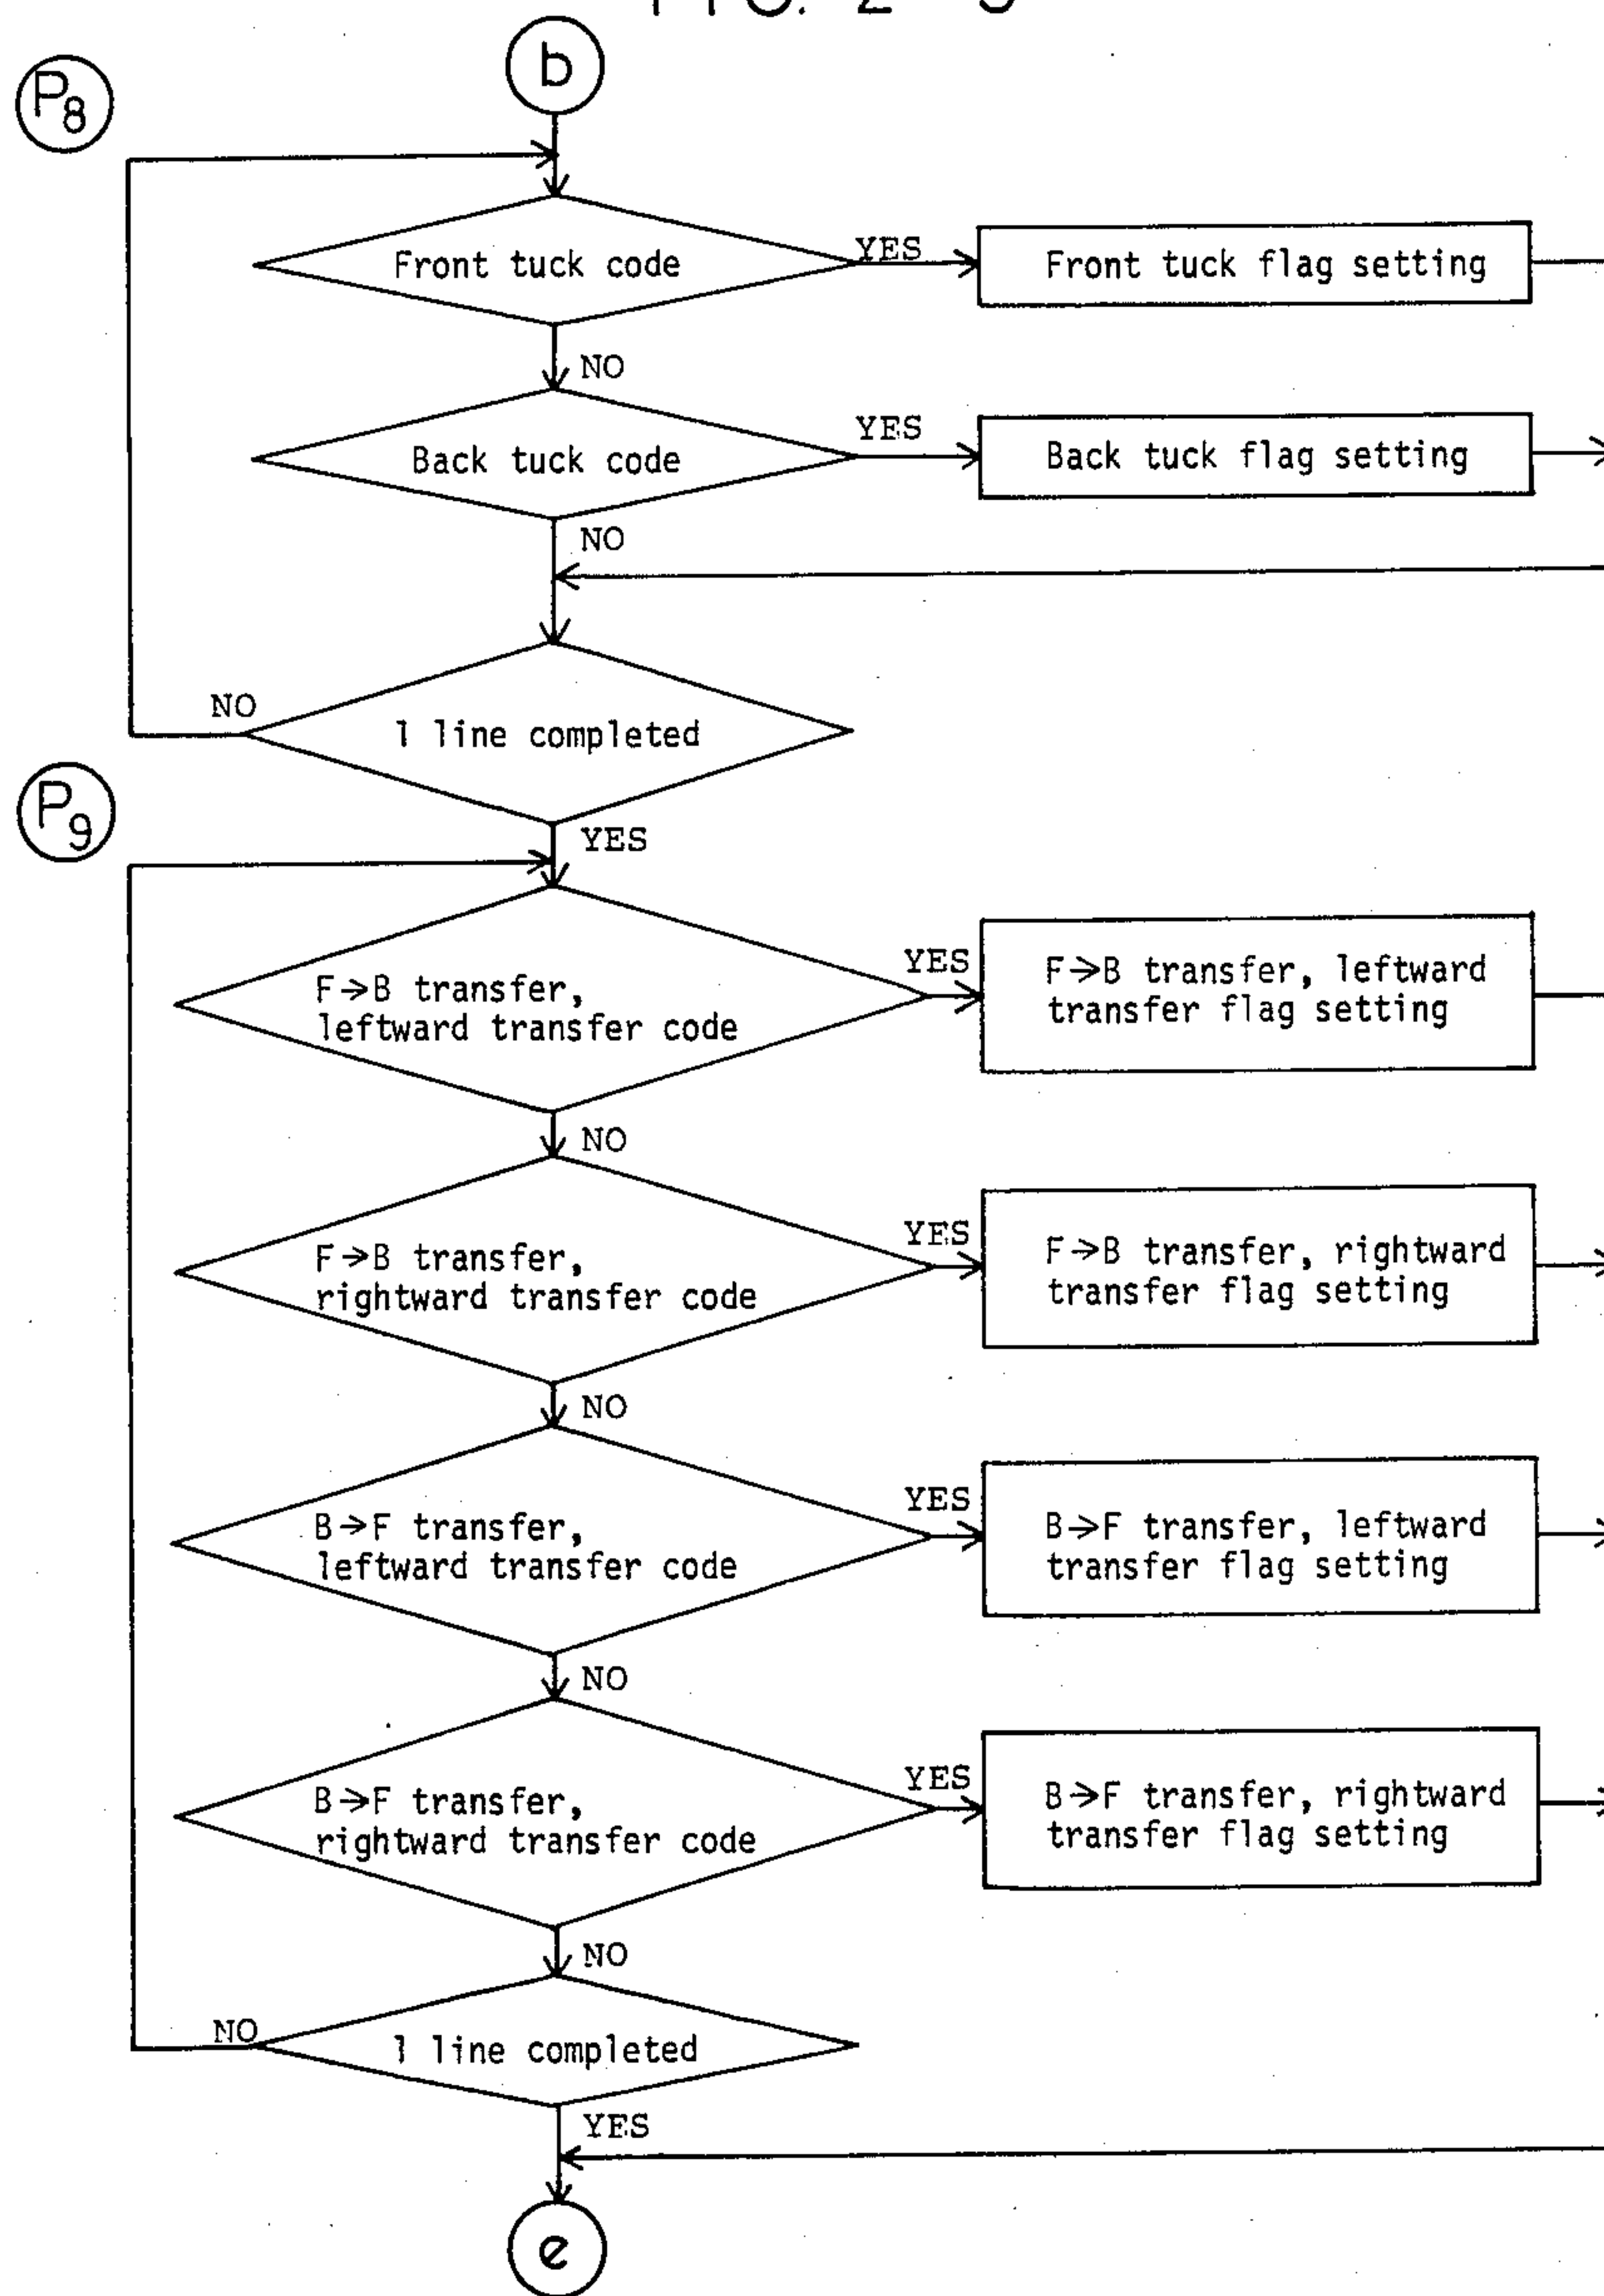 b
P8
Front tuck code
YES
Front tuck flag setting
NO
Back tuck code
YES
Back tuck flag setting
NO
NO
1 line completed
P9
YES
F→B transfer,
leftward transfer code
YES
F→B transfer, leftward
transfer flag setting
NO
F→B transfer,
rightward transfer code
YES
F→B transfer, rightward
transfer flag setting
NO
B→F transfer,
leftward transfer code
YES
B→F transfer, leftward
transfer flag setting
NO
B→F transfer,
rightward transfer code
YES
B→F transfer, rightward
transfer flag setting
NO
NO
1 line completed
YES
e